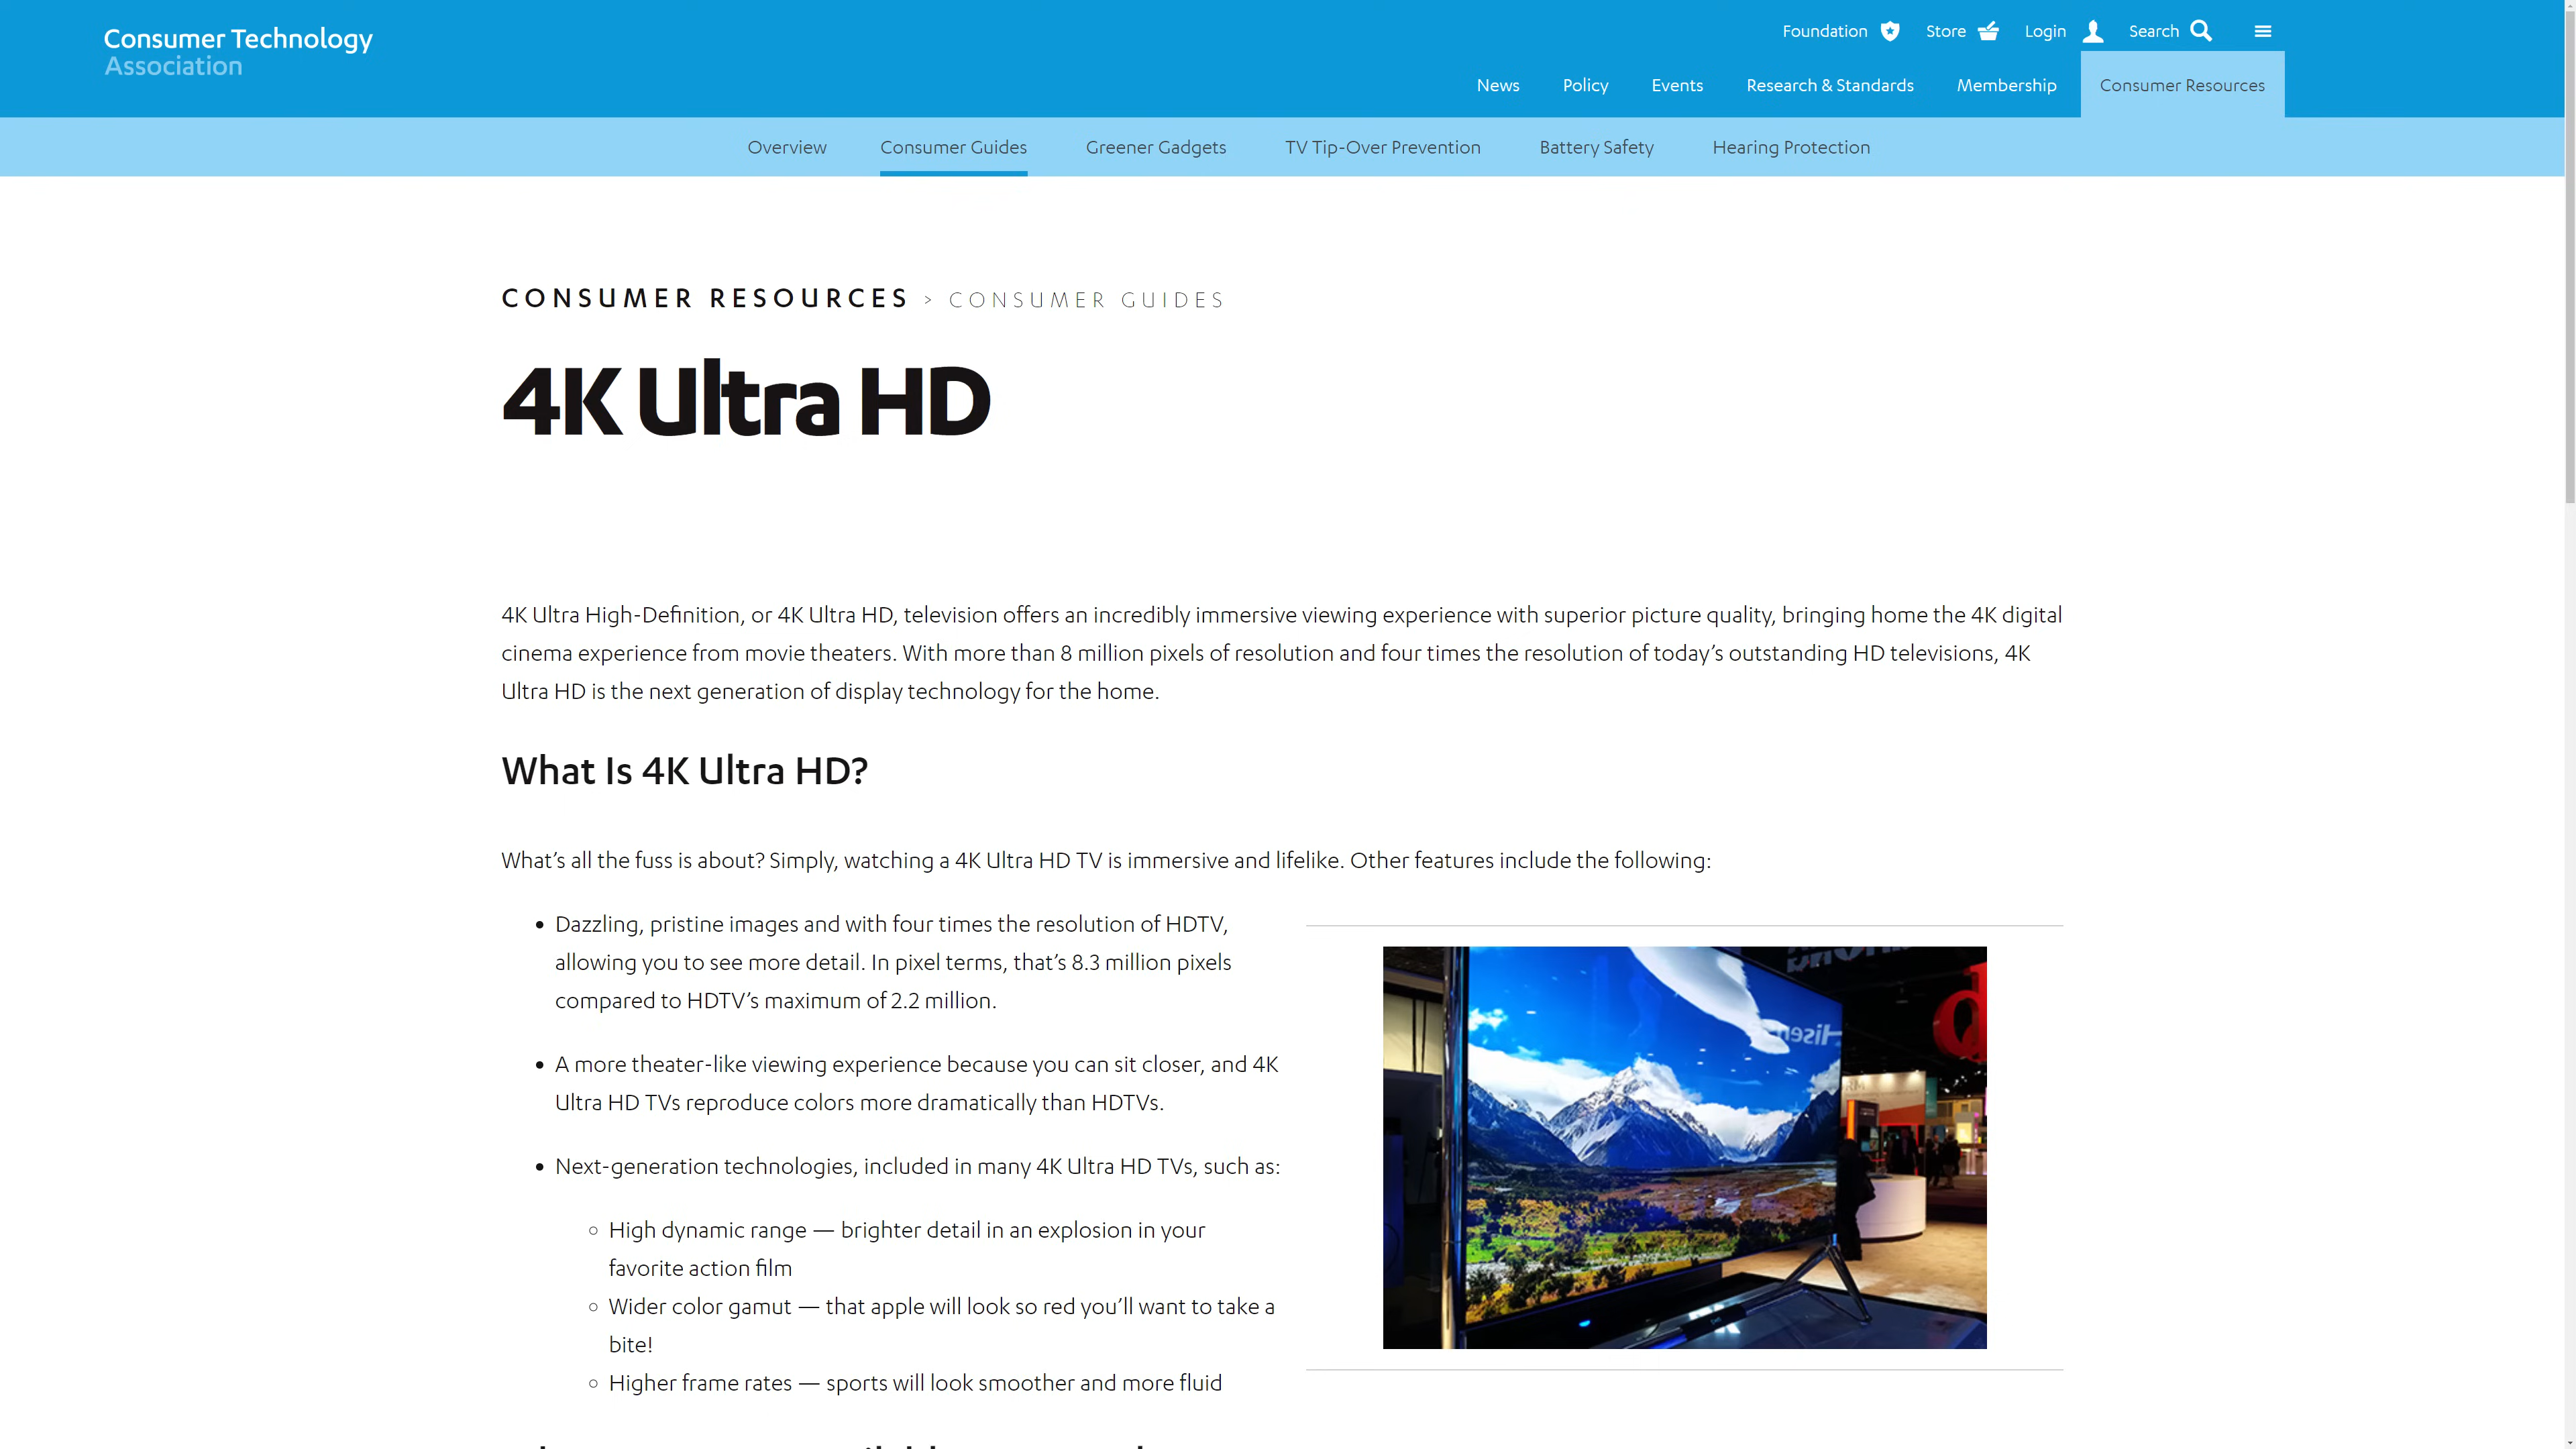 Consumer Technology
Association
Foundation
Store
Login
Search
News
Policy
Events
Research & Standards
Membership
Consumer Resources
Overview
Consumer Guides
Greener Gadgets
TV Tip-Over Prevention
Battery Safety
Hearing Protection
CONSUMER RESOURCES > CONSUMER GUIDES
4K Ultra HD
4K Ultra High-Definition, or 4K Ultra HD, television offers an incredibly immersive viewing experience with superior picture quality, bringing home the 4K digital
cinema experience from movie theaters. With more than 8 million pixels of resolution and four times the resolution of today’s outstanding HD televisions, 4K
Ultra HD is the next generation of display technology for the home.
What Is 4K Ultra HD?
What’s all the fuss is about? Simply, watching a 4K Ultra HD TV is immersive and lifelike. Other features include the following:
• Dazzling, pristine images and with four times the resolution of HDTV,
allowing you to see more detail. In pixel terms, that’s 8.3 million pixels
compared to HDTV’s maximum of 2.2 million.
• A more theater-like viewing experience because you can sit closer, and 4K
Ultra HD TVs reproduce colors more dramatically than HDTVs.
• Next-generation technologies, included in many 4K Ultra HD TVs, such as:
○ High dynamic range — brighter detail in an explosion in your
favorite action film
○ Wider color gamut — that apple will look so red you’ll want to take a
bite!
○ Higher frame rates — sports will look smoother and more fluid